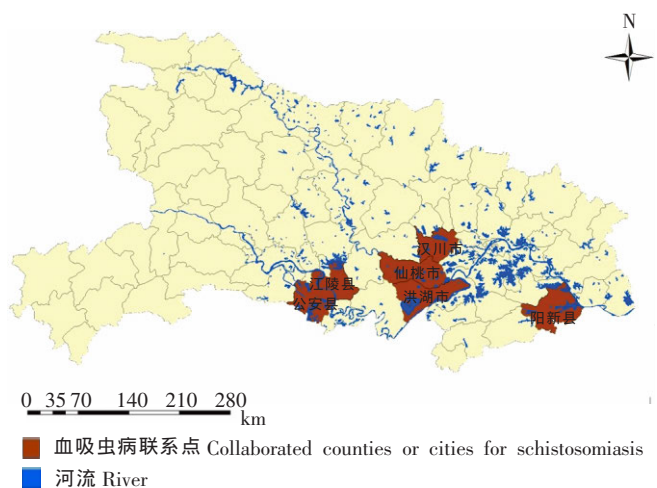 N
汉川市
仙桃市
江陵县
洪湖市
公安县
阳新县
0 35 70 140 210 280
km
血吸虫病联系点 Collaborated counties or cities for schistosomiasis
河流 River